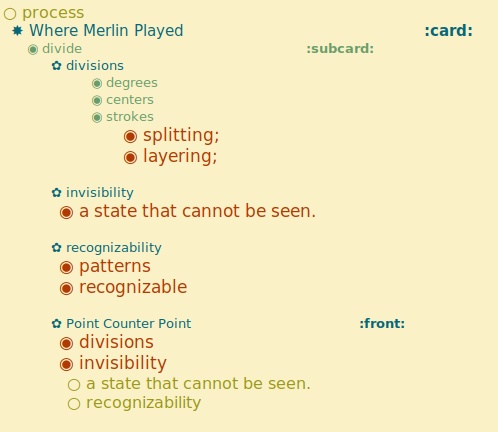 ○ process
✸ Where Merlin Played :card:
◉ divide :subcard:
✿ divisions
◉ degrees
◉ centers
◉ strokes
◉ splitting;
◉ layering;
✿ invisibility
◉ a state that cannot be seen.
✿ recognizability
◉ patterns
◉ recognizable
✿ Point Counter Point :front:
◉ divisions
◉ invisibility
○ a state that cannot be seen.
○ recognizability